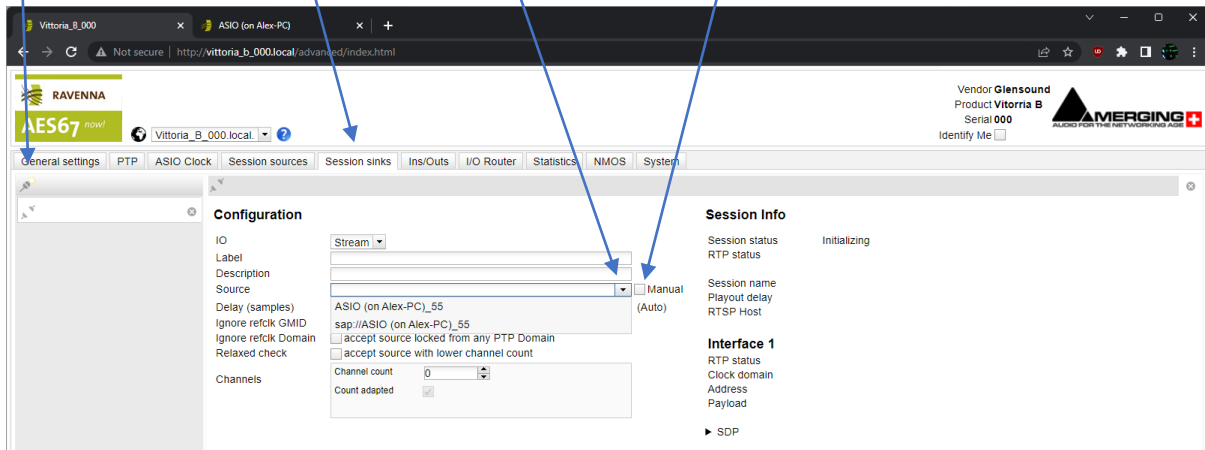 Vittoria_B_000
ASIO (on Alex-PC)
Not secure | http://vittoria_b_000.local/advanced/index.html
RAVENNA
AES67 now!
Vittoria_B_000.local.
Vendor Glensound
Product Vitorria B
Serial 000
Identify Me
MERGING
AUDIO FOR THE NETWORKING AGE
General settings PTP ASIO Clock Session sources Session sinks Ins/Outs I/O Router Statistics NMOS System
Configuration
IO Stream
Label
Description
Source Manual
Delay (samples) (Auto)
ASIO (on Alex-PC)_55
sap://ASIO (on Alex-PC)_55
Ignore refclk GMID
Ignore refclk Domain accept source locked from any PTP Domain
Relaxed check accept source with lower channel count
Channels
Channel count 0
Count adapted
Session Info
Session status Initializing
RTP status
Session name
Playout delay
RTSP Host
Interface 1
RTP status
Clock domain
Address
Payload
SDP